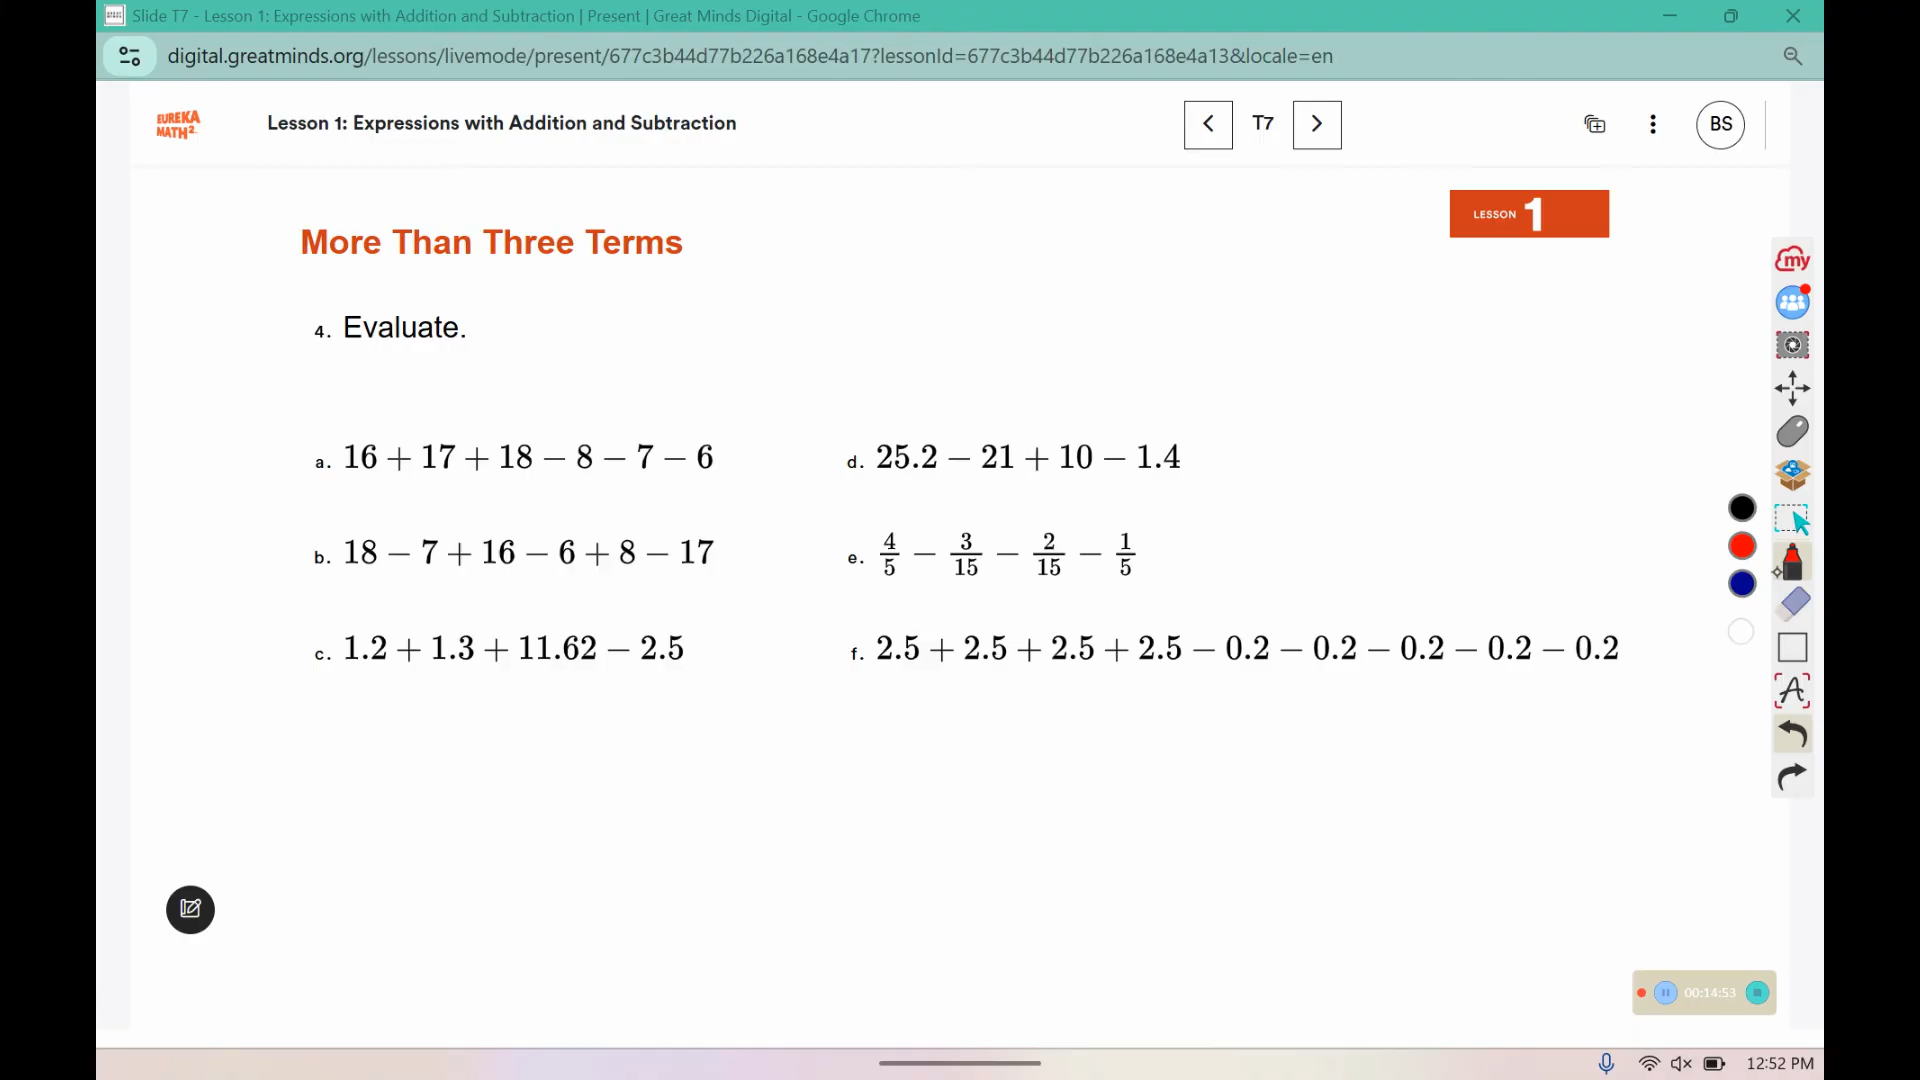 Slide T7 - Lesson 1: Expressions with Addition and Subtraction | Present | Great Minds Digital - Google Chrome
digital.greatminds.org/lessons/livemode/present/677c3b44d77b226a168e4a17?lessonId=677c3b44d77b226a168e4a13&locale=en
EUREKA MATH²
Lesson 1: Expressions with Addition and Subtraction
T7
BS
LESSON 1
More Than Three Terms
my
4. Evaluate.
a. 16 + 17 + 18 − 8 − 7 − 6
b. 18 − 7 + 16 − 6 + 8 − 17
c. 1.2 + 1.3 + 11.62 − 2.5
d. 25.2 − 21 + 10 − 1.4
e. 4/5 − 3/15 − 2/15 − 1/5
f. 2.5 + 2.5 + 2.5 + 2.5 − 0.2 − 0.2 − 0.2 − 0.2 − 0.2
A
00:14:53
12:52 PM